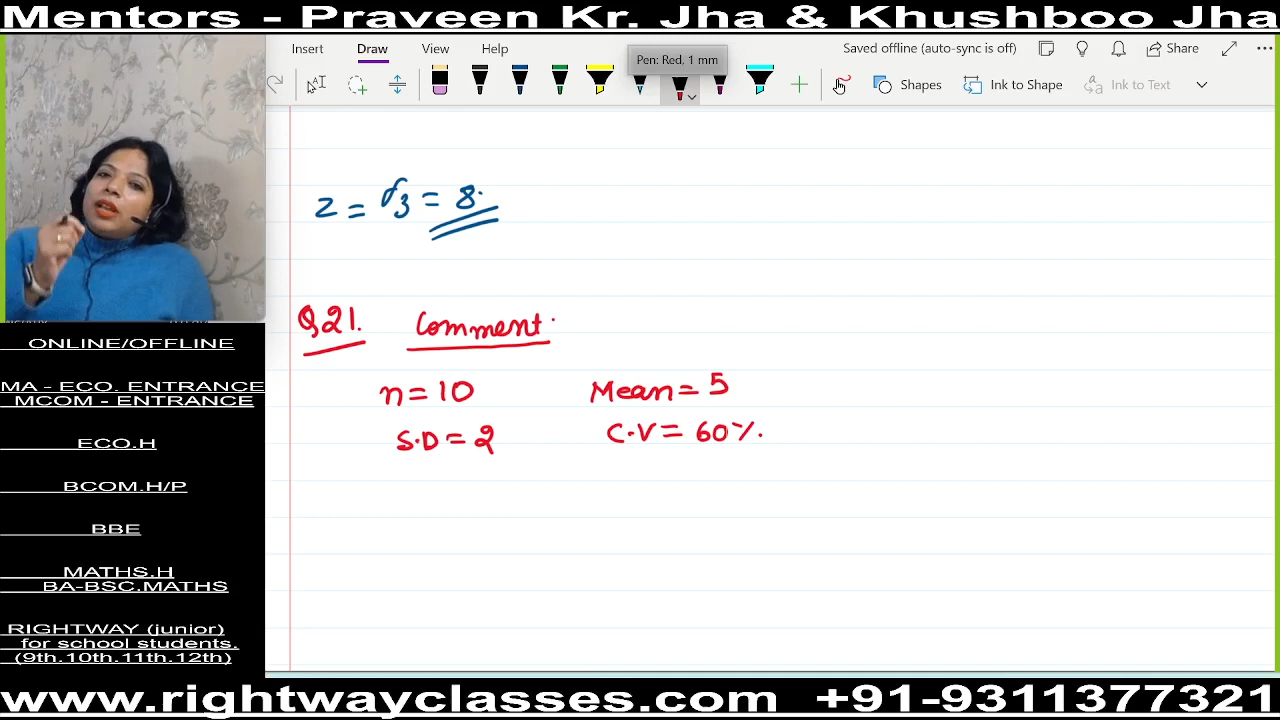 Mentors - Praveen Kr. Jha & Khushboo Jha
Insert Draw View Help
Saved offline (auto-sync is off)
Share
Pen: Red, 1 mm
Shapes
Ink to Shape
Ink to Text
z = f3 = 8.
Q21. Comment.
n = 10 Mean = 5
S.D = 2 C.V = 60%.
ONLINE/OFFLINE
MA - ECO. ENTRANCE
MCOM - ENTRANCE
ECO.H
BCOM.H/P
BBE
MATHS.H
BA-BSC.MATHS
RIGHTWAY (junior)
for school students.
(9th.10th.11th.12th)
www.rightwayclasses.com +91-9311377321